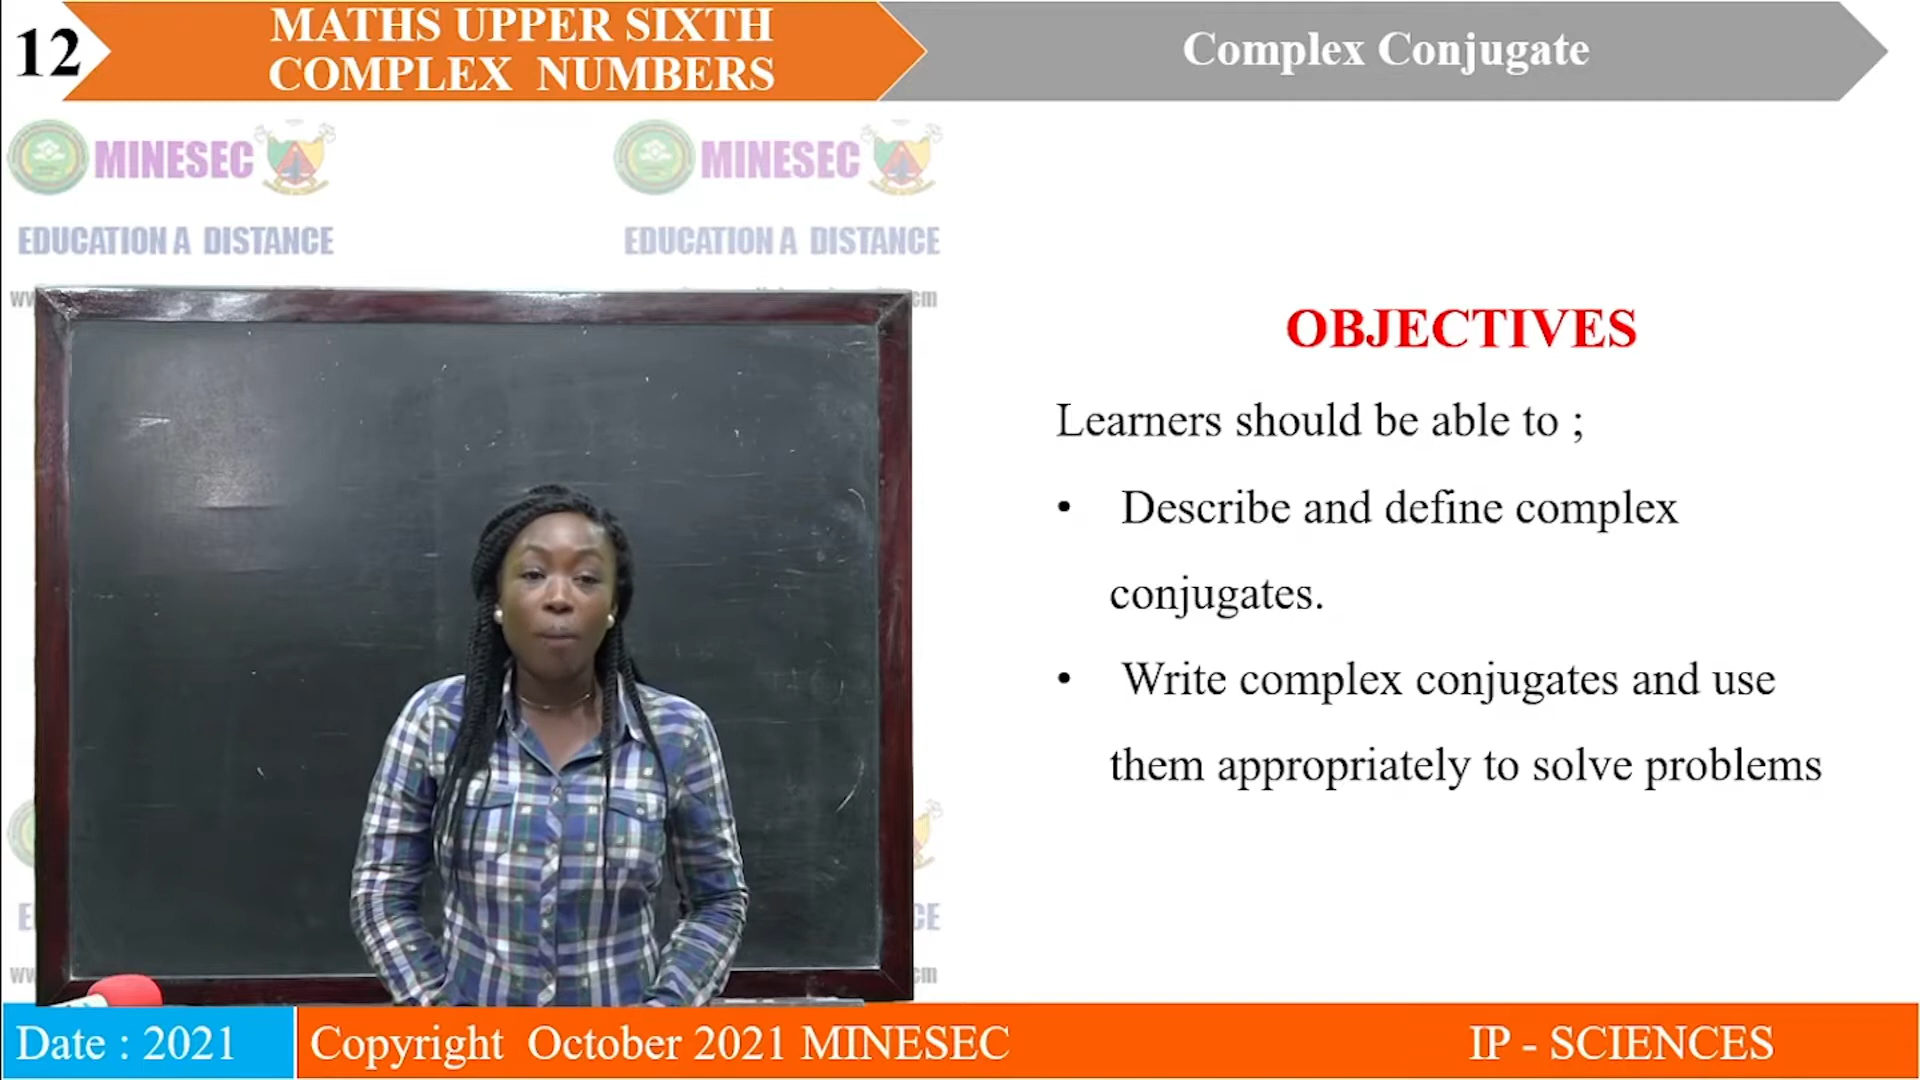 12
MATHS UPPER SIXTH
COMPLEX NUMBERS
Complex Conjugate
MINESEC
MINESEC
EDUCATION A DISTANCE
EDUCATION A DISTANCE
OBJECTIVES
Learners should be able to ;
• Describe and define complex
conjugates.
• Write complex conjugates and use
them appropriately to solve problems
Date : 2021
Copyright October 2021 MINESEC
IP - SCIENCES